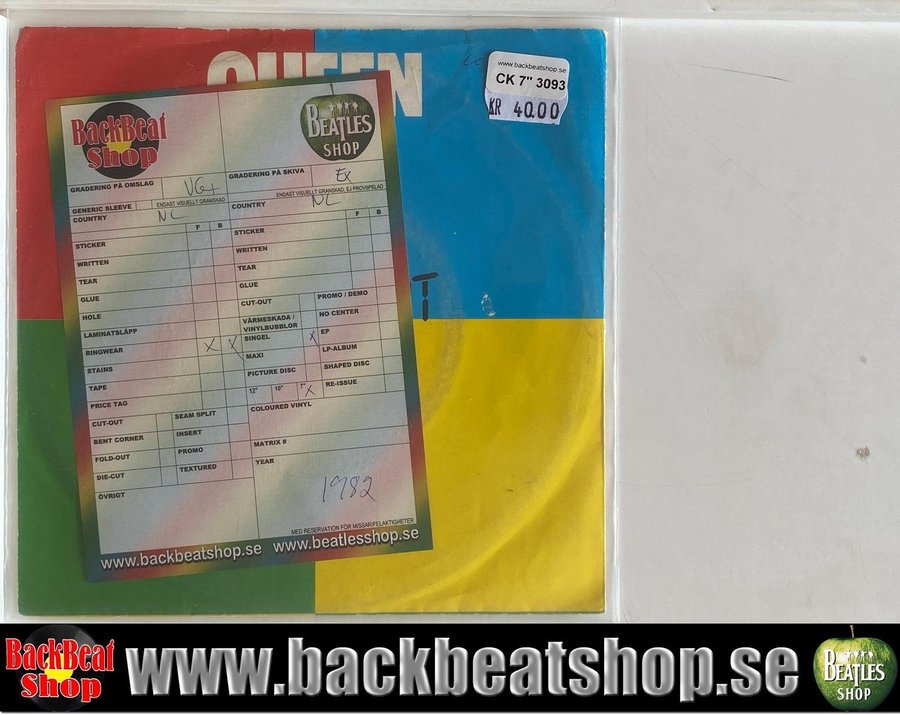 QUEEN
www.backbeatshop.se
CK 7" 3093
KR 40.00
BackBeat
Shop
BEATLES
SHOP
GRADERING PÅ OMSLAG VG+
GRADERING PÅ SKIVA Ex
GENERIC SLEEVE ENDAST VISUELLT GRANSKAD
ENDAST VISUELLT GRANSKAD, EJ PROVSPELAD
COUNTRY NL
COUNTRY NL
F B
F B
STICKER
WRITTEN
TEAR
GLUE
HOLE
LAMINATSLÄPP
RINGWEAR X X
STAINS
TAPE
PRICE TAG
CUT-OUT
SEAM SPLIT
BENT CORNER
INSERT
FOLD-OUT
PROMO
DIE-CUT
TEXTURED
ÖVRIGT
STICKER
WRITTEN
TEAR
GLUE
CUT-OUT
PROMO / DEMO
VÄRMESKADA /
VINYLBUBBLOR
NO CENTER
SINGEL X
EP
MAXI
LP-ALBUM
PICTURE DISC
SHAPED DISC
12" 10" 7" X
RE-ISSUE
COLOURED VINYL
MATRIX #
YEAR
1982
MED RESERVATION FÖR MISSAR/FELAKTIGHETER
www.backbeatshop.se www.beatlesshop.se
BackBeat
Shop
www.backbeatshop.se
BEATLES
SHOP